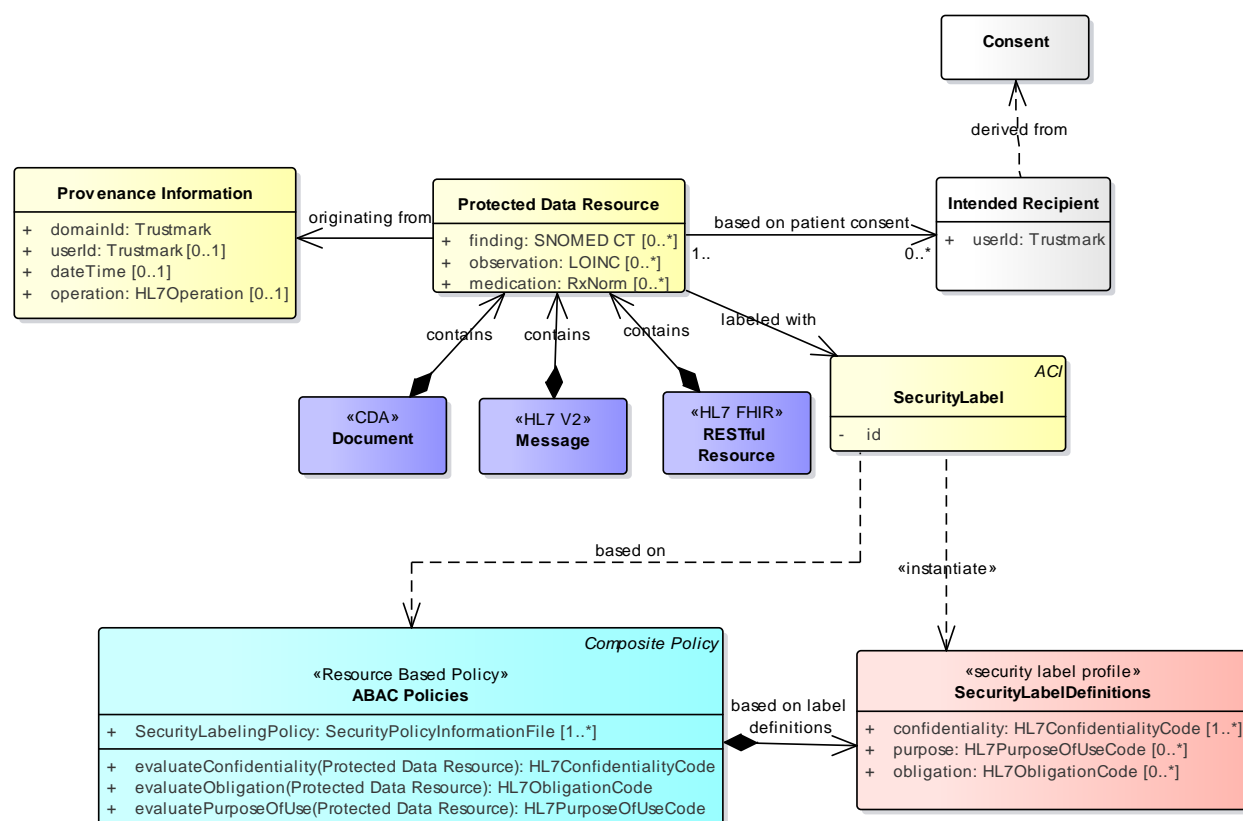 Consent
derived from
Provenance Information
+ domainId: Trustmark
+ userId: Trustmark [0..1]
+ dateTime [0..1]
+ operation: HL7Operation [0..1]
originating from
Protected Data Resource
+ finding: SNOMED CT [0..*]
+ observation: LOINC [0..*]
+ medication: RxNorm [0..*]
based on patient consent
1..
0..*
Intended Recipient
+ userId: Trustmark
contains
contains
contains
labeled with
«CDA»
Document
«HL7 V2»
Message
«HL7 FHIR»
RESTful
Resource
ACI
SecurityLabel
- id
based on
«instantiate»
Composite Policy
«Resource Based Policy»
ABAC Policies
+ SecurityLabelingPolicy: SecurityPolicyInformationFile [1..*]
+ evaluateConfidentiality(Protected Data Resource): HL7ConfidentialityCode
+ evaluateObligation(Protected Data Resource): HL7ObligationCode
+ evaluatePurposeOfUse(Protected Data Resource): HL7PurposeOfUseCode
based on label
definitions
«security label profile»
SecurityLabelDefinitions
+ confidentiality: HL7ConfidentialityCode [1..*]
+ purpose: HL7PurposeOfUseCode [0..*]
+ obligation: HL7ObligationCode [0..*]